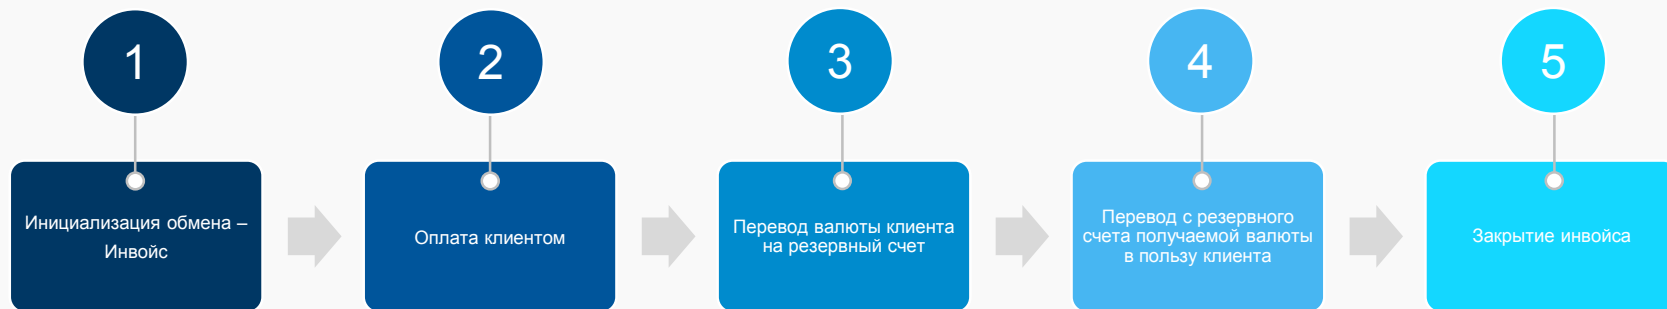 1
2
3
4
5
Инициализация обмена –
Инвойс
Оплата клиентом
Перевод валюты клиента
на резервный счет
Перевод с резервного
счета получаемой валюты
в пользу клиента
Закрытие инвойса